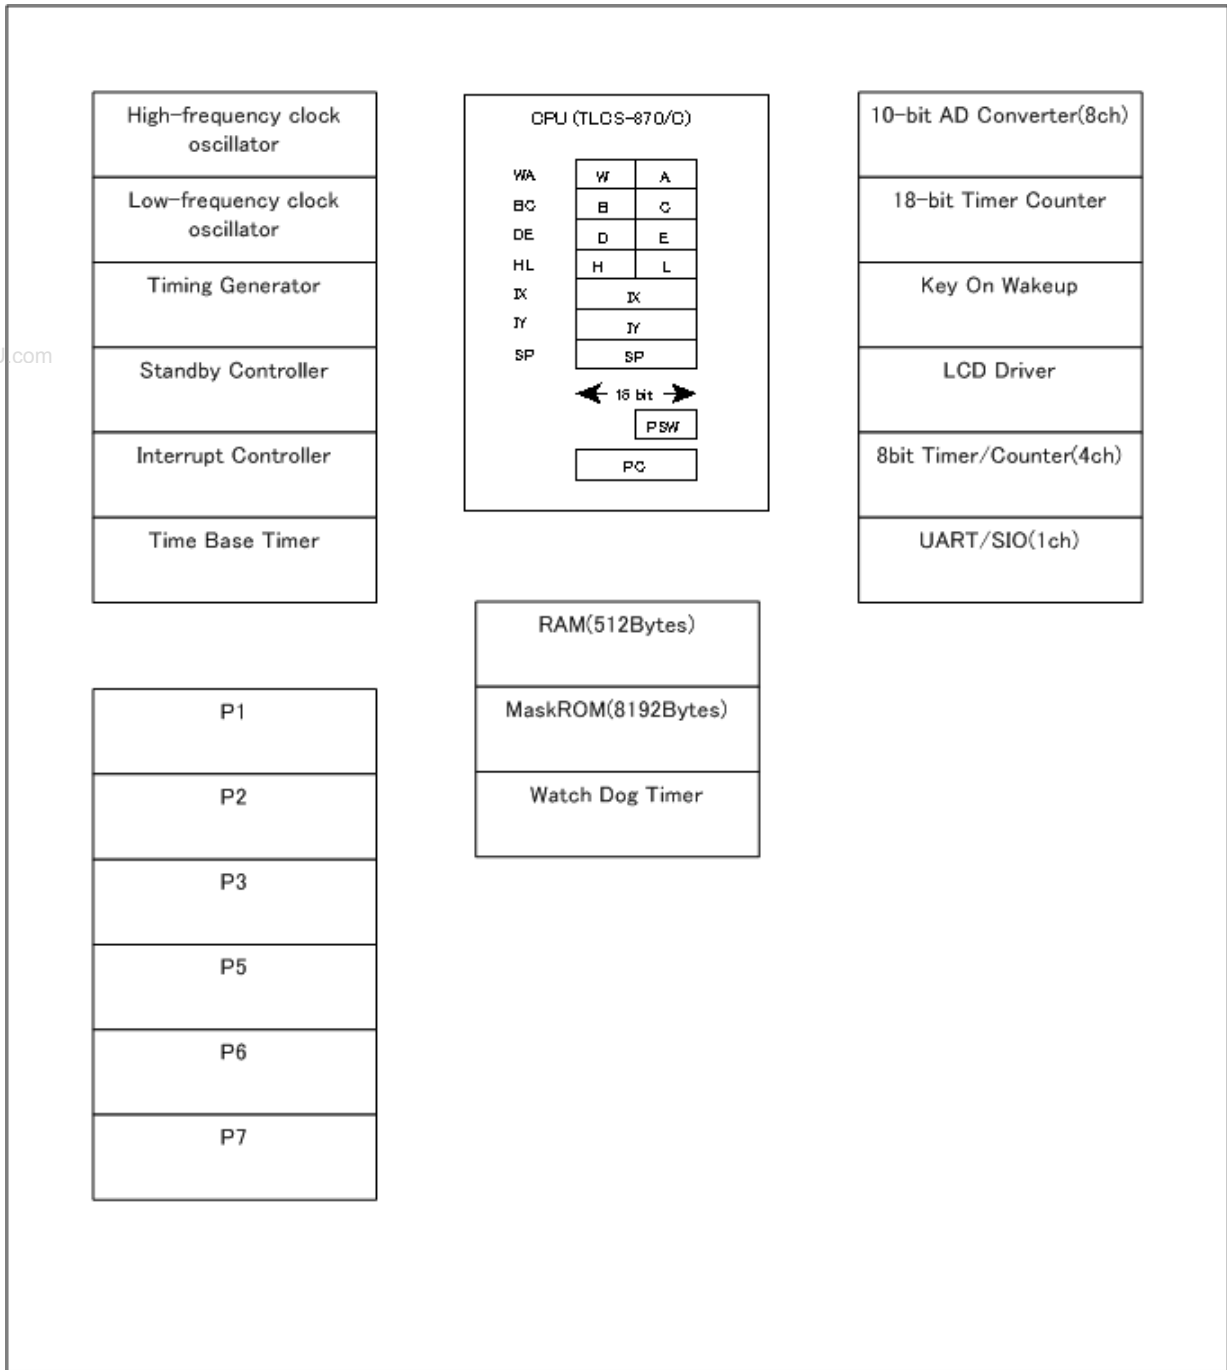 High-frequency clock
oscillator
Low-frequency clock
oscillator
Timing Generator
Standby Controller
Interrupt Controller
Time Base Timer
CPU (TLCS-870/C)
WA W A
BC B C
DE D E
HL H L
IX IX
IY IY
SP SP
16 bit
PSW
PC
10-bit AD Converter(8ch)
18-bit Timer Counter
Key On Wakeup
LCD Driver
8bit Timer/Counter(4ch)
UART/SIO(1ch)
RAM(512Bytes)
MaskROM(8192Bytes)
Watch Dog Timer
P1
P2
P3
P5
P6
P7
.com